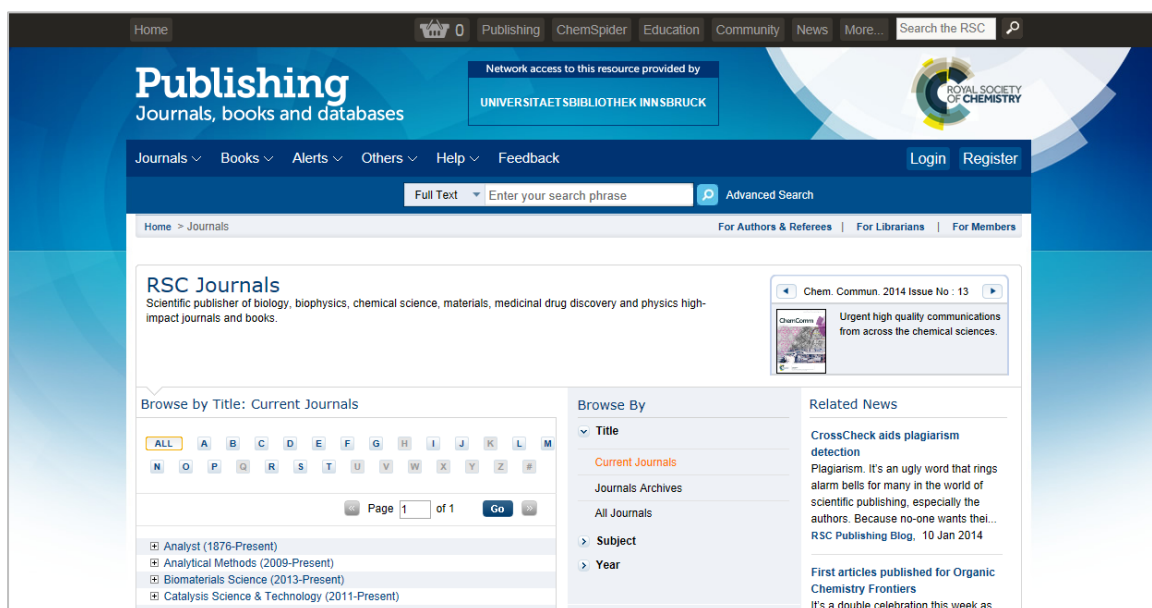 Home 0 Publishing ChemSpider Education Community News More... Search the RSC
Publishing
Journals, books and databases
Network access to this resource provided by
UNIVERSITAETSBIBLIOTHEK INNSBRUCK
ROYAL SOCIETY
OF CHEMISTRY
Journals Books Alerts Others Help Feedback Login Register
Full Text Enter your search phrase Advanced Search
Home > Journals For Authors & Referees | For Librarians | For Members
RSC Journals
Scientific publisher of biology, biophysics, chemical science, materials, medicinal drug discovery and physics high-
impact journals and books.
Chem. Commun. 2014 Issue No : 13
ChemComm
Urgent high quality communications
from across the chemical sciences.
Browse by Title: Current Journals
ALL A B C D E F G H I J K L M
N O P Q R S T U V W X Y Z #
Page 1 of 1 Go
Analyst (1876-Present)
Analytical Methods (2009-Present)
Biomaterials Science (2013-Present)
Catalysis Science & Technology (2011-Present)
Browse By
Title
Current Journals
Journals Archives
All Journals
Subject
Year
Related News
CrossCheck aids plagiarism
detection
Plagiarism. It's an ugly word that rings
alarm bells for many in the world of
scientific publishing, especially the
authors. Because no-one wants thei...
RSC Publishing Blog, 10 Jan 2014
First articles published for Organic
Chemistry Frontiers
It's a double celebration this week as